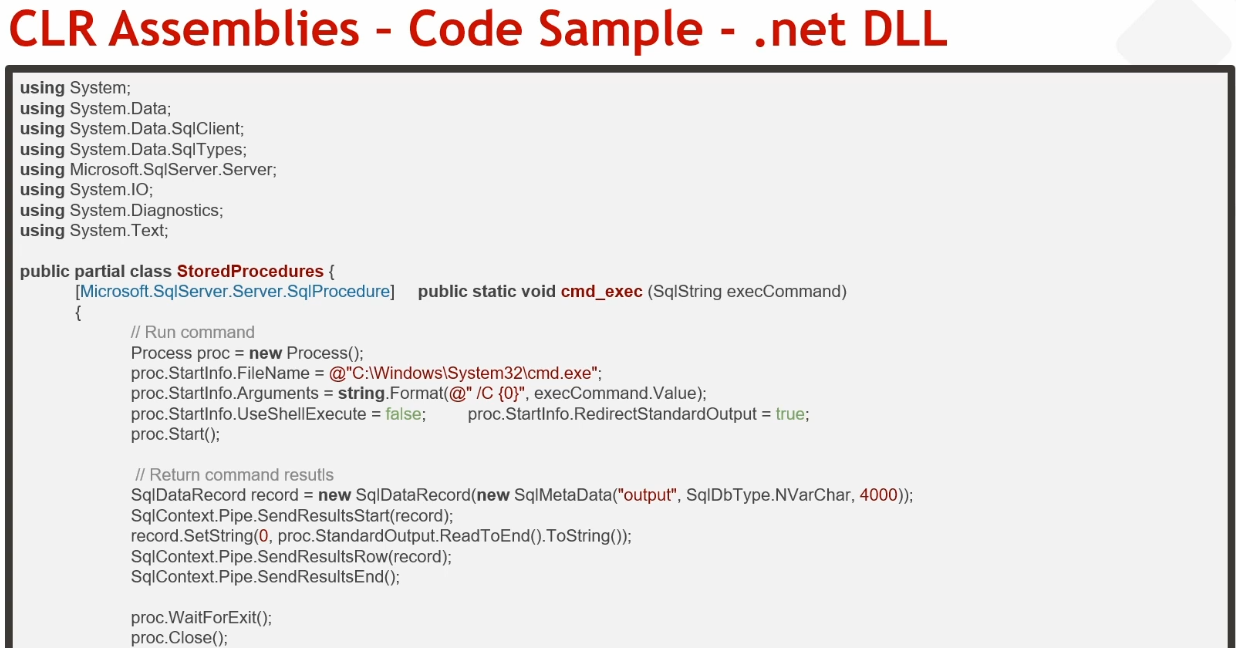 CLR Assemblies - Code Sample - .net DLL
using System;
using System.Data;
using System.Data.SqlClient;
using System.Data.SqlTypes;
using Microsoft.SqlServer.Server;
using System.IO;
using System.Diagnostics;
using System.Text;
public partial class StoredProcedures {
[Microsoft.SqlServer.Server.SqlProcedure] public static void cmd_exec (SqlString execCommand)
{
// Run command
Process proc = new Process();
proc.StartInfo.FileName = @"C:\Windows\System32\cmd.exe";
proc.StartInfo.Arguments = string.Format(@" /C {0}", execCommand.Value);
proc.StartInfo.UseShellExecute = false; proc.StartInfo.RedirectStandardOutput = true;
proc.Start();
// Return command resutls
SqlDataRecord record = new SqlDataRecord(new SqlMetaData("output", SqlDbType.NVarChar, 4000));
SqlContext.Pipe.SendResultsStart(record);
record.SetString(0, proc.StandardOutput.ReadToEnd().ToString());
SqlContext.Pipe.SendResultsRow(record);
SqlContext.Pipe.SendResultsEnd();
proc.WaitForExit();
proc.Close();